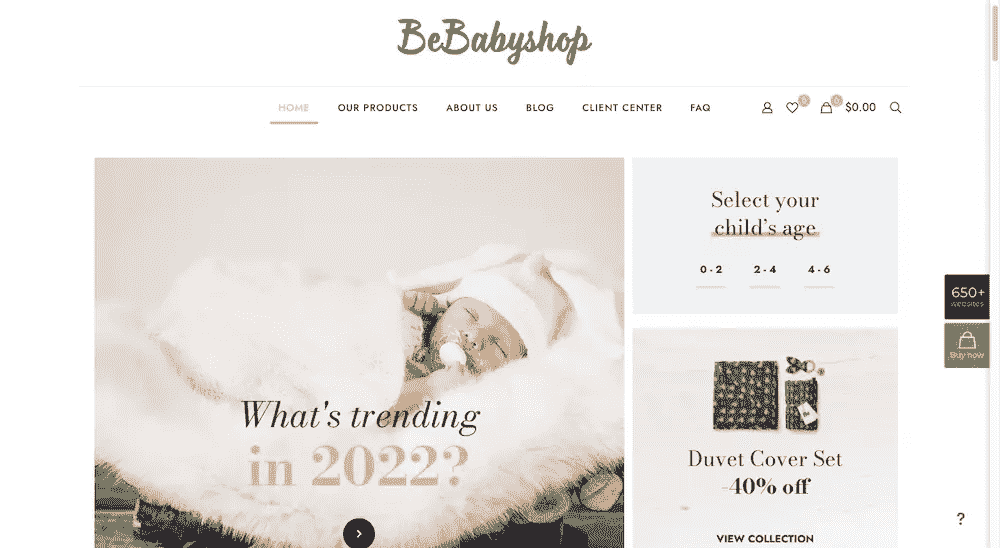 BeBabyshop
HOME OUR PRODUCTS ABOUT US BLOG CLIENT CENTER FAQ 0 0 $0.00
Select your
child's age
0 - 2 2 - 4 4 - 6
650+
websites
Buy now
What's trending
in 2022?
Duvet Cover Set
-40% off
VIEW COLLECTION
?